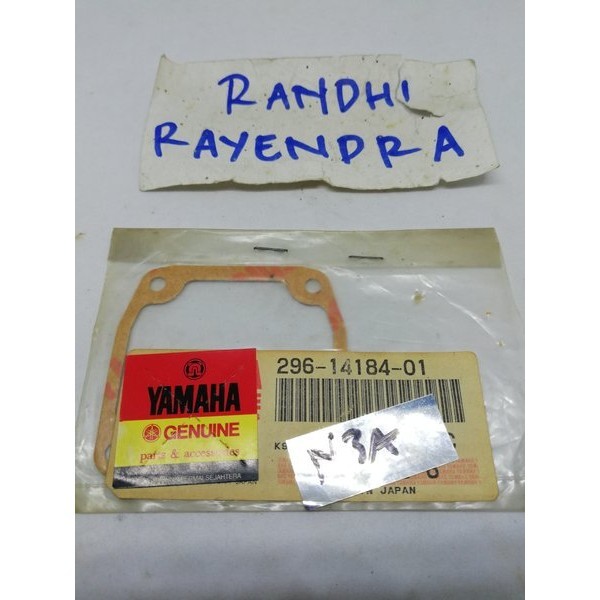 RANDHI
RAYENDRA
296-14184-01
YAMAHA
GENUINE
parts & accessories
N3A
JAPAN